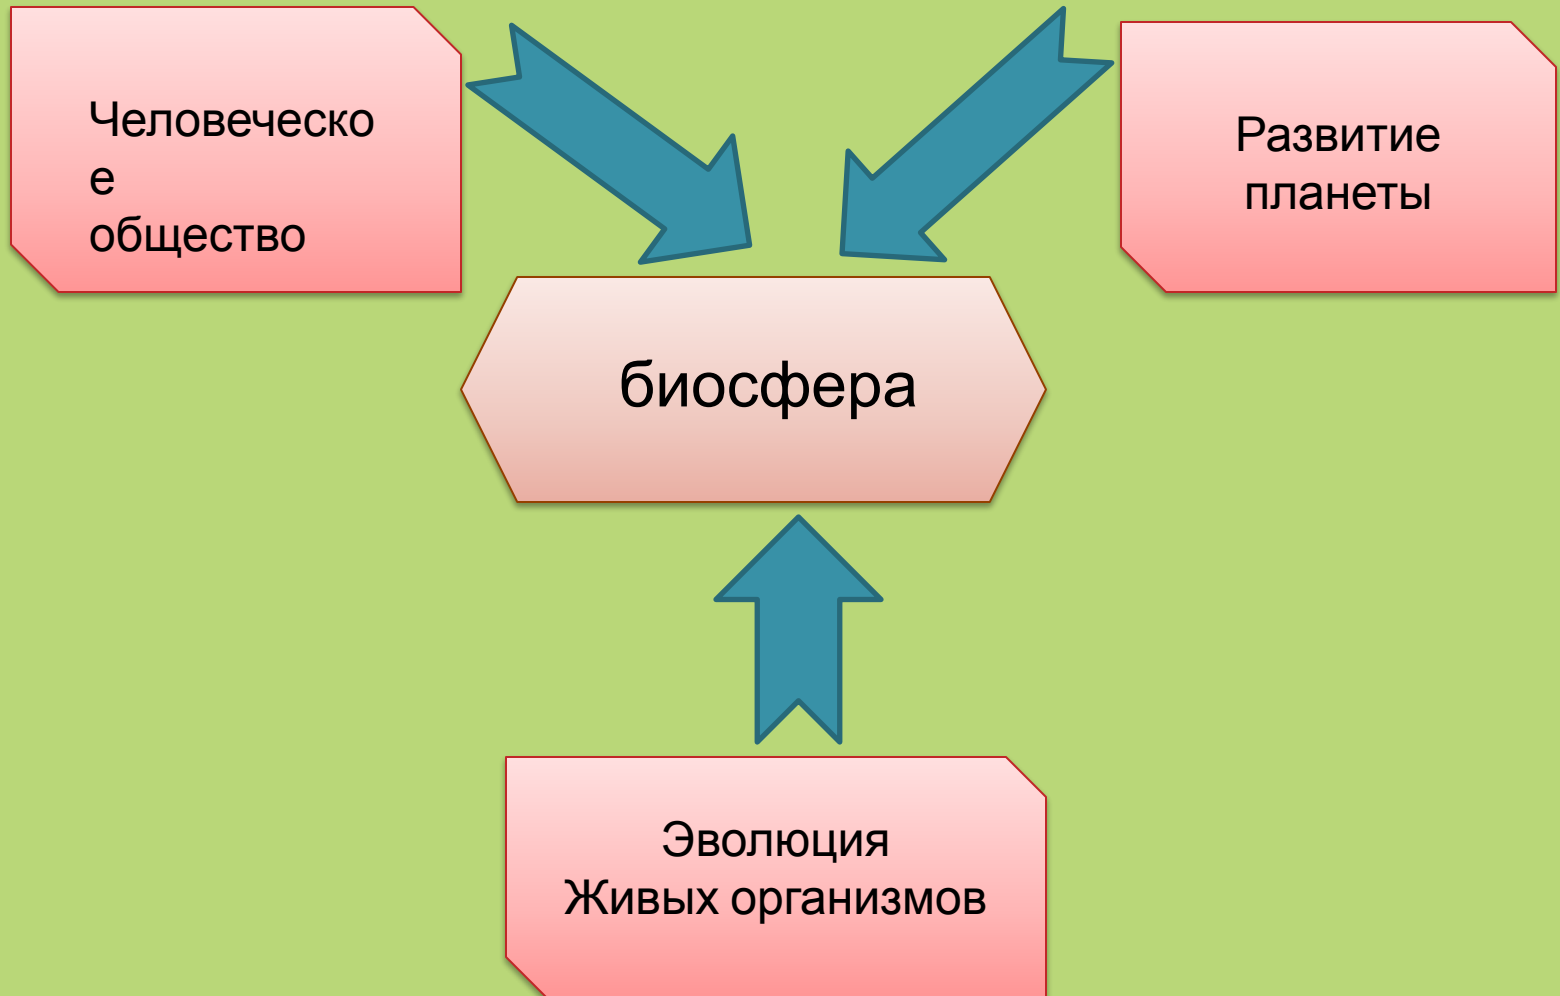 Человеческо
е
общество
Развитие
планеты
биосфера
Эволюция
Живых организмов